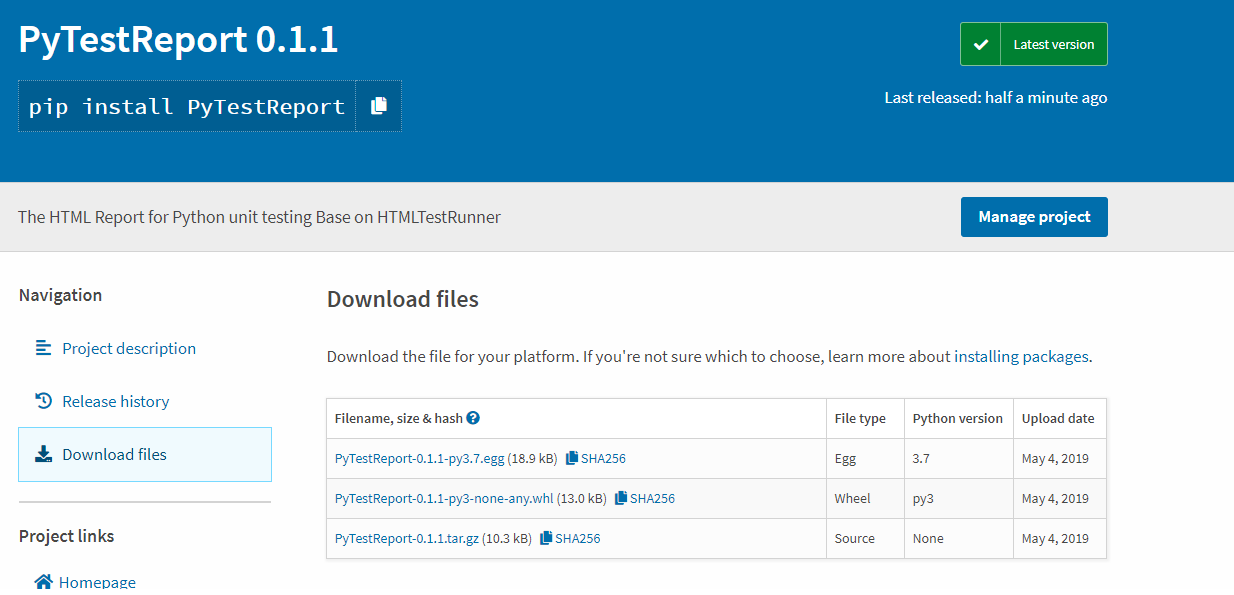 PyTestReport 0.1.1
Latest version
pip install PyTestReport
Last released: half a minute ago
The HTML Report for Python unit testing Base on HTMLTestRunner
Manage project
Navigation
Project description
Release history
Download files
Project links
Homepage
Download files
Download the file for your platform. If you're not sure which to choose, learn more about installing packages.
Filename, size & hash ? File type Python version Upload date
PyTestReport-0.1.1-py3.7.egg (18.9 kB) SHA256 Egg 3.7 May 4, 2019
PyTestReport-0.1.1-py3-none-any.whl (13.0 kB) SHA256 Wheel py3 May 4, 2019
PyTestReport-0.1.1.tar.gz (10.3 kB) SHA256 Source None May 4, 2019